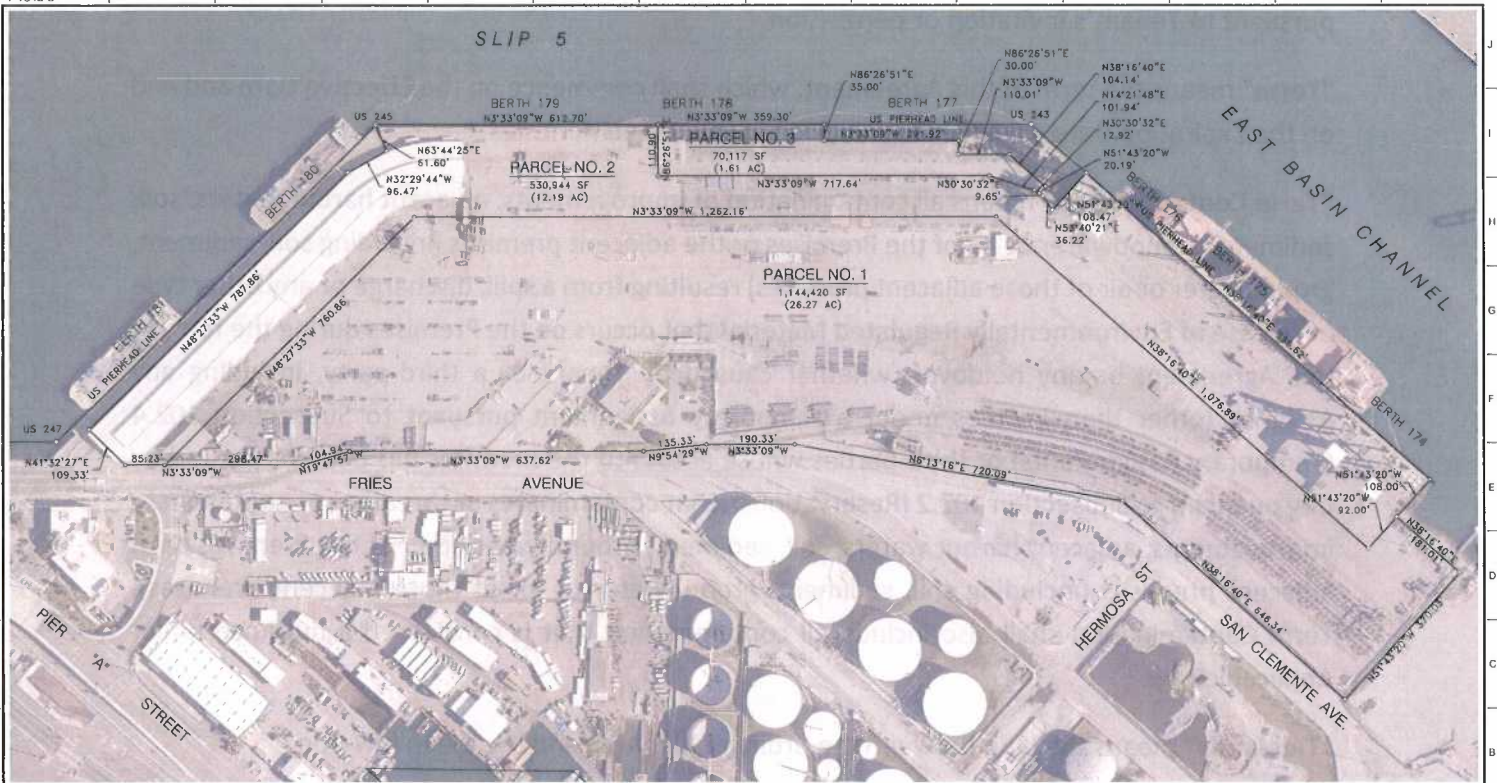 SLIP 5
EAST BASIN CHANNEL
N86°26'51"E
35.00'
N86°26'51"E
30.00'
N3°33'09"W
110.01'
N38°16'40"E
104.14'
N14°21'48"E
101.94'
N30°30'32"E
12.92'
N51°43'20"W
20.19'
BERTH 179
BERTH 178
BERTH 177
US 245
N3°33'09"W 612.70'
N3°33'09"W 359.30'
US PIERHEAD LINE
US 243
N3°33'09"W 291.92'
N63°44'25"E
61.60'
N32°29'44"W
96.47'
110.90'
N86°26'51"E
PARCEL NO. 3
70,117 SF
(1.61 AC)
PARCEL NO. 2
530,944 SF
(12.19 AC)
BERTH 180
N3°33'09"W 717.64'
N30°30'32"E
9.65'
108.47'
36.22'
BERTH 176
US PIERHEAD LINE
BERTH 175
N3°33'09"W 1,262.16'
PARCEL NO. 1
1,144,420 SF
(26.27 AC)
BERTH 181
US PIERHEAD LINE
N48°27'33"W 787.86'
N48°27'33"W 760.86'
N38°16'40"E 1,076.89'
BERTH 174
US 247
N41°32'27"E
109.33'
85.23'
298.47'
N3°33'09"W
104.94'
N19°47'57"W
N3°33'09"W 637.62'
135.33'
N9°54'29"W
190.33'
N3°33'09"W
N6°13'16"E 720.09'
N51°43'20"W
108.00'
N51°43'20"W
92.00'
N38°16'40"E
181.01'
FRIES AVENUE
N38°16'40"E 646.34'
N51°43'20"W 370.03'
HERMOSA ST
SAN CLEMENTE AVE.
PIER "A" STREET
J
I
H
G
F
E
D
C
B